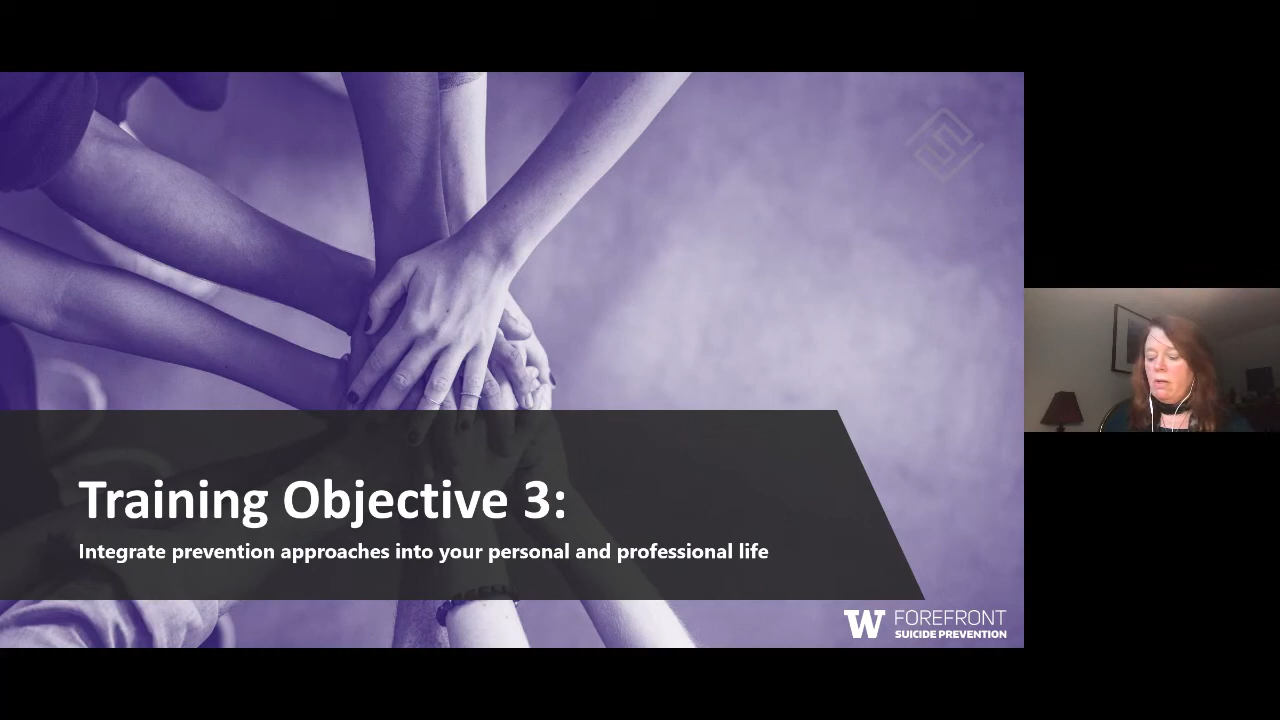 Training Objective 3:
Integrate prevention approaches into your personal and professional life
W FOREFRONT
SUICIDE PREVENTION